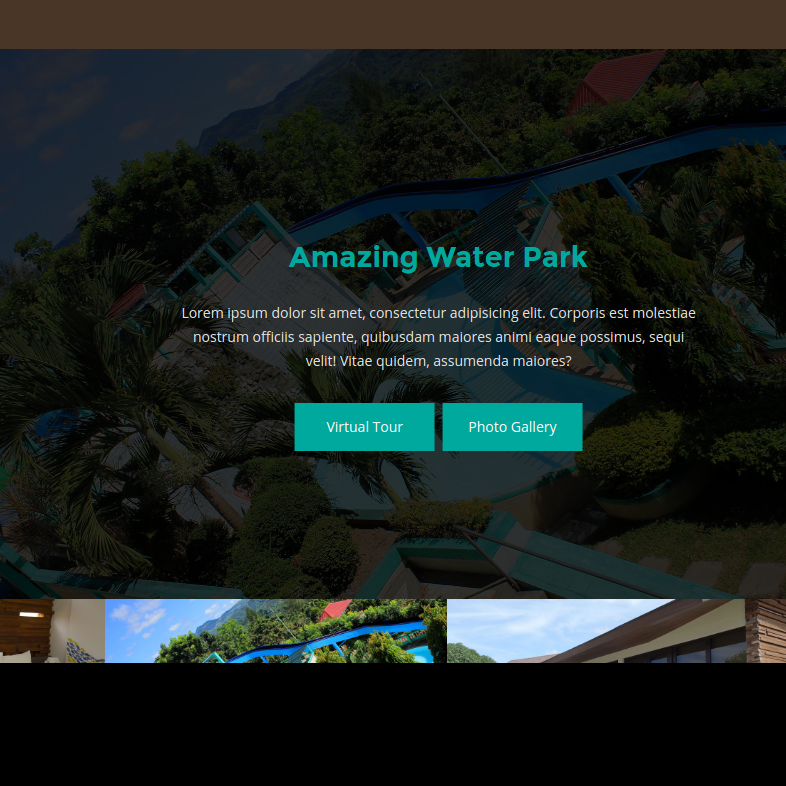 Amazing Water Park
Lorem ipsum dolor sit amet, consectetur adipisicing elit. Corporis est molestiae
nostrum officiis sapiente, quibusdam maiores animi eaque possimus, sequi
velit! Vitae quidem, assumenda maiores?
Virtual Tour
Photo Gallery